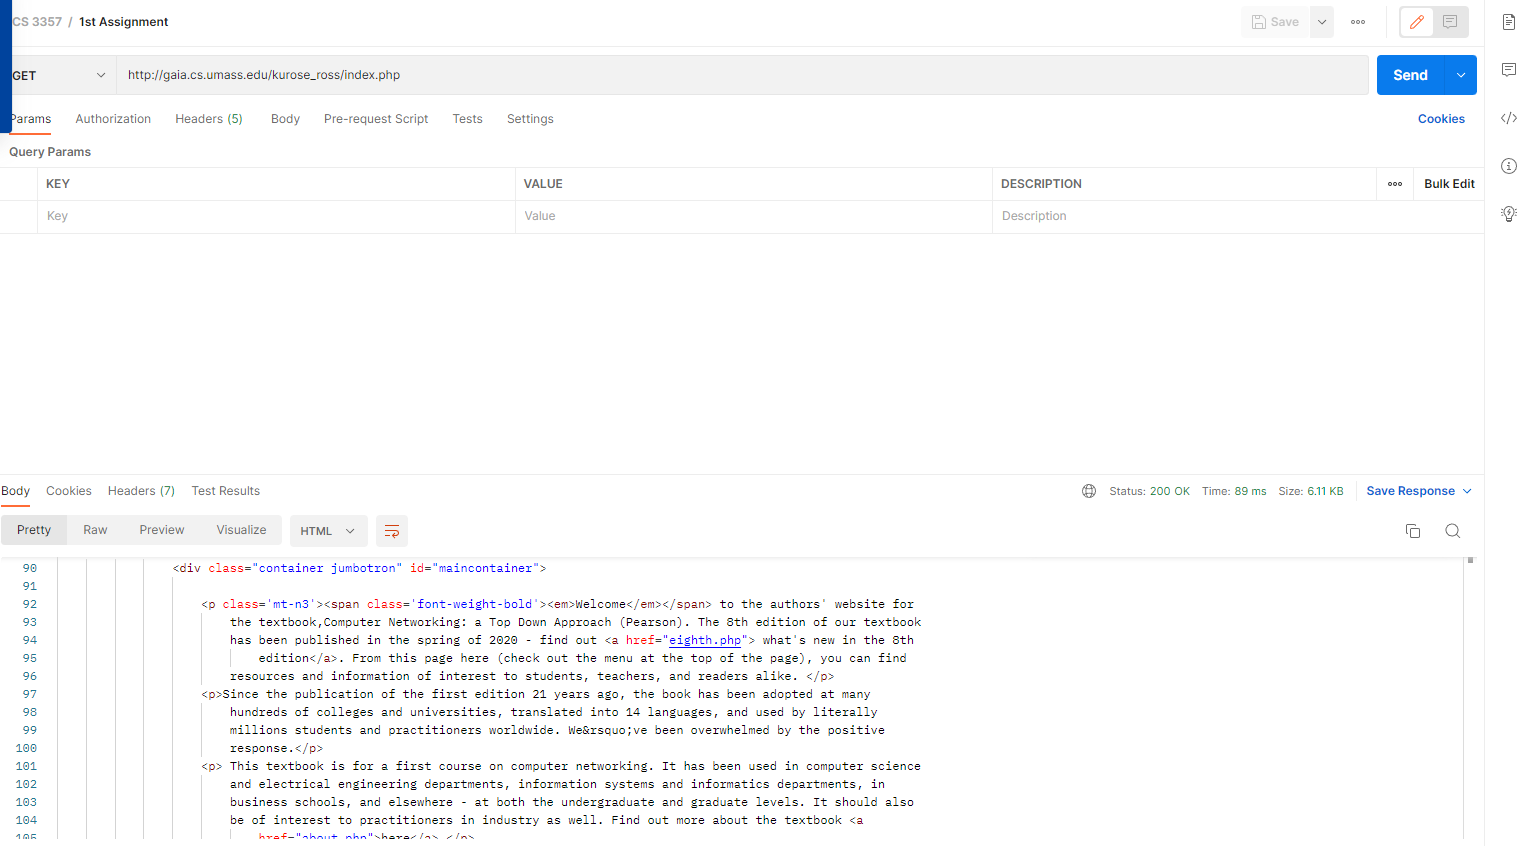 CS 3357 / 1st Assignment
Save
GET
http://gaia.cs.umass.edu/kurose_ross/index.php
Send
Params Authorization Headers (5) Body Pre-request Script Tests Settings Cookies
Query Params
KEY VALUE DESCRIPTION Bulk Edit
Key Value Description
Body Cookies Headers (7) Test Results Status: 200 OK Time: 89 ms Size: 6.11 KB Save Response
Pretty Raw Preview Visualize HTML
90 <div class="container jumbotron" id="maincontainer">
91
92 <p class='mt-n3'><span class='font-weight-bold'><em>Welcome</em></span> to the authors' website for
93 the textbook,Computer Networking: a Top Down Approach (Pearson). The 8th edition of our textbook
94 has been published in the spring of 2020 - find out <a href="eighth.php"> what's new in the 8th
95 edition</a>. From this page here (check out the menu at the top of the page), you can find
96 resources and information of interest to students, teachers, and readers alike. </p>
97 <p>Since the publication of the first edition 21 years ago, the book has been adopted at many
98 hundreds of colleges and universities, translated into 14 languages, and used by literally
99 millions students and practitioners worldwide. We&rsquo;ve been overwhelmed by the positive
100 response.</p>
101 <p> This textbook is for a first course on computer networking. It has been used in computer science
102 and electrical engineering departments, information systems and informatics departments, in
103 business schools, and elsewhere - at both the undergraduate and graduate levels. It should also
104 be of interest to practitioners in industry as well. Find out more about the textbook <a
105 href="about.php">here</a>.</p>